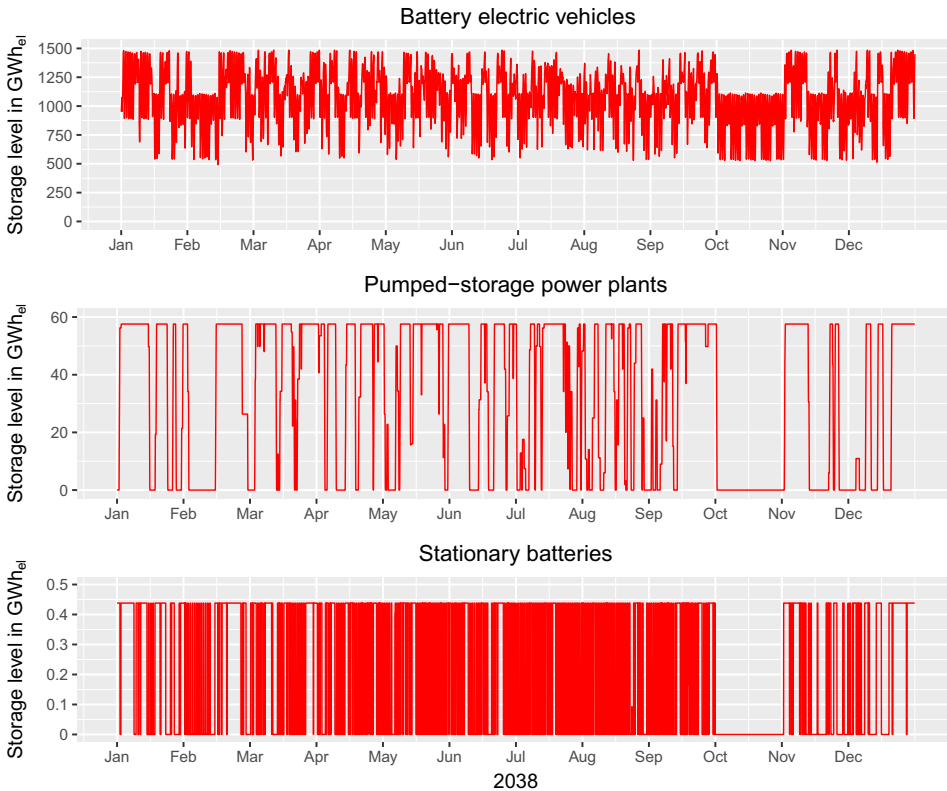 Battery electric vehicles
Storage level in GWhel
1500
1250
1000
750
500
250
0
Jan Feb Mar Apr May Jun Jul Aug Sep Oct Nov Dec
Pumped−storage power plants
Storage level in GWhel
60
40
20
0
Jan Feb Mar Apr May Jun Jul Aug Sep Oct Nov Dec
Stationary batteries
Storage level in GWhel
0.5
0.4
0.3
0.2
0.1
0
Jan Feb Mar Apr May Jun Jul Aug Sep Oct Nov Dec
2038